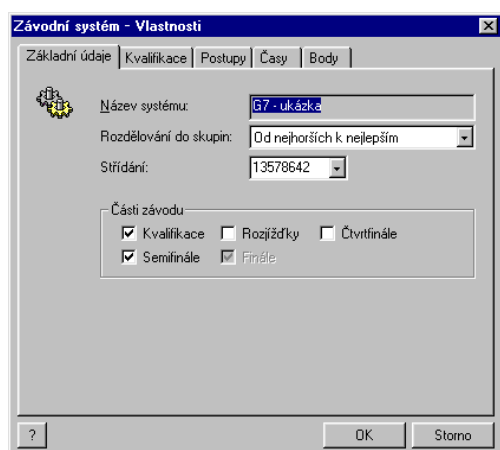 Závodní systém - Vlastnosti
Základní údaje Kvalifikace Postupy Časy Body
Název systému: G7 - ukázka
Rozdělování do skupin: Od nejhorších k nejlepším
Střídání: 13578642
Části závodu
Kvalifikace Rozjížďky Čtvrtfinále
Semifinále Finále
? OK Storno